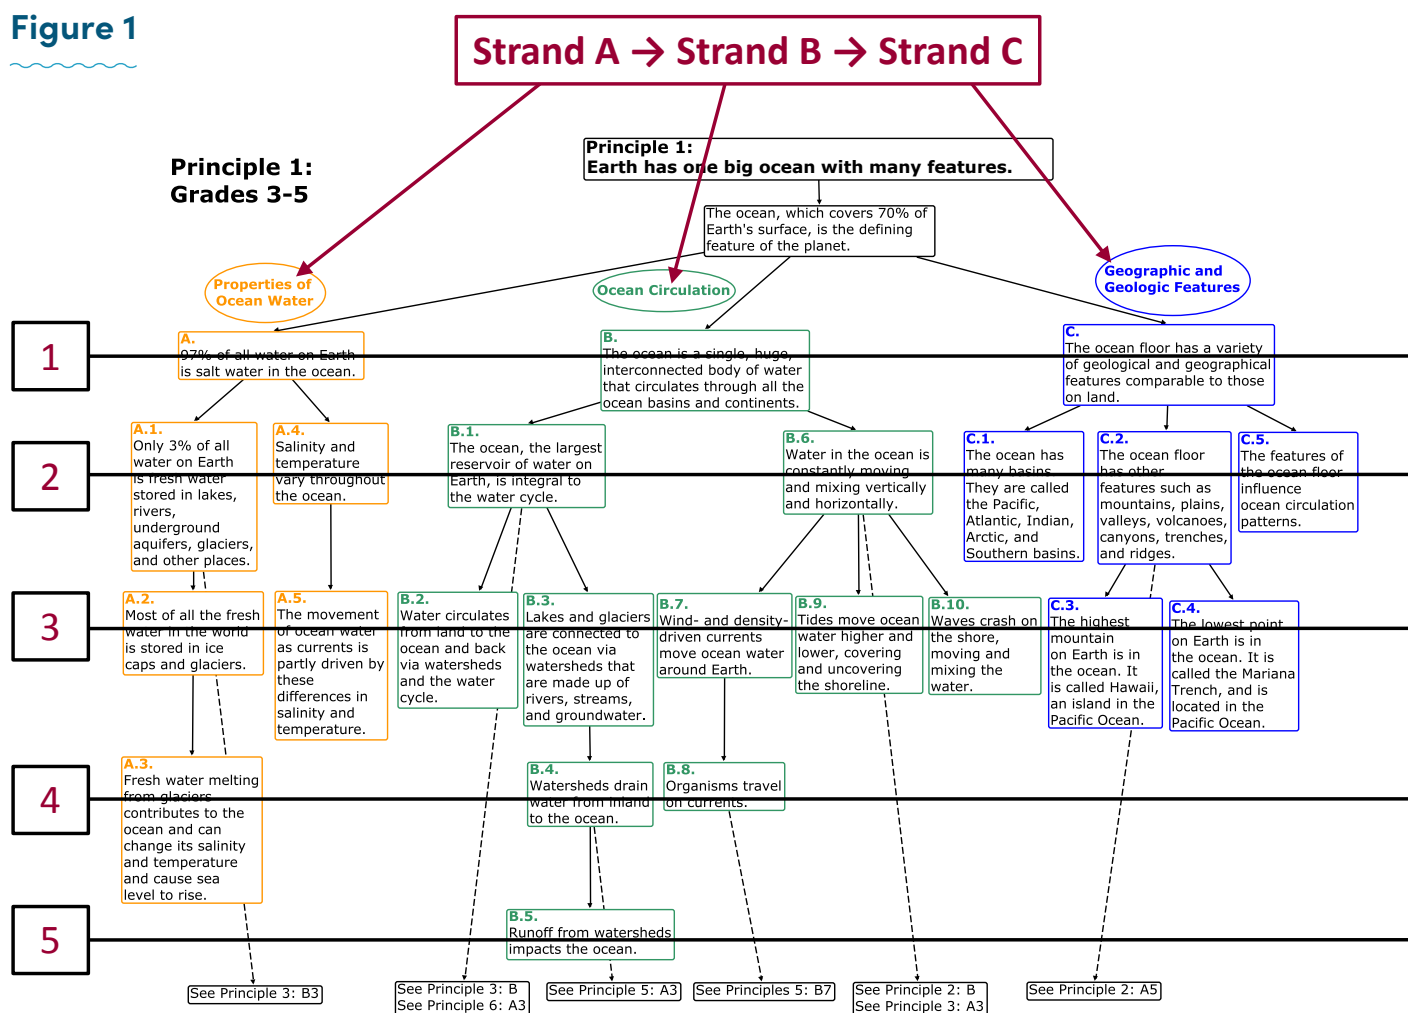 Figure 1
Strand A → Strand B → Strand C
Principle 1:
Grades 3-5
Principle 1:
Earth has one big ocean with many features.
The ocean, which covers 70% of
Earth's surface, is the defining
feature of the planet.
Properties of
Ocean Water
Ocean Circulation
Geographic and
Geologic Features
1
A.
97% of all water on Earth
is salt water in the ocean.
B.
The ocean is a single, huge,
interconnected body of water
that circulates through all the
ocean basins and continents.
C.
The ocean floor has a variety
of geological and geographical
features comparable to those
on land.
2
A.1.
Only 3% of all
water on Earth
is fresh water
stored in lakes,
rivers,
underground
aquifers, glaciers,
and other places.
A.4.
Salinity and
temperature
vary throughout
the ocean.
B.1.
The ocean, the largest
reservoir of water on
Earth, is integral to
the water cycle.
B.6.
Water in the ocean is
constantly moving
and mixing vertically
and horizontally.
C.1.
The ocean has
many basins.
They are called
the Pacific,
Atlantic, Indian,
Arctic, and
Southern basins.
C.2.
The ocean floor
has other
features such as
mountains, plains,
valleys, volcanoes,
canyons, trenches,
and ridges.
C.5.
The features of
the ocean floor
influence
ocean circulation
patterns.
3
A.2.
Most of all the fresh
water in the world
is stored in ice
caps and glaciers.
A.5.
The movement
of ocean water
as currents is
partly driven by
these
differences in
salinity and
temperature.
B.2.
Water circulates
from land to the
ocean and back
via watersheds
and the water
cycle.
B.3.
Lakes and glaciers
are connected to
the ocean via
watersheds that
are made up of
rivers, streams,
and groundwater.
B.7.
Wind- and density-
driven currents
move ocean water
around Earth.
B.9.
Tides move ocean
water higher and
lower, covering
and uncovering
the shoreline.
B.10.
Waves crash on
the shore,
moving and
mixing the
water.
C.3.
The highest
mountain
on Earth is in
the ocean. It
is called Hawaii,
an island in the
Pacific Ocean.
C.4.
The lowest point
on Earth is in
the ocean. It is
called the Mariana
Trench, and is
located in the
Pacific Ocean.
4
A.3.
Fresh water melting
from glaciers
contributes to the
ocean and can
change its salinity
and temperature
and cause sea
level to rise.
B.4.
Watersheds drain
water from inland
to the ocean.
B.8.
Organisms travel
on currents.
5
B.5.
Runoff from watersheds
impacts the ocean.
See Principle 3: B3
See Principle 3: B
See Principle 6: A3
See Principle 5: A3
See Principles 5: B7
See Principle 2: B
See Principle 3: A3
See Principle 2: A5